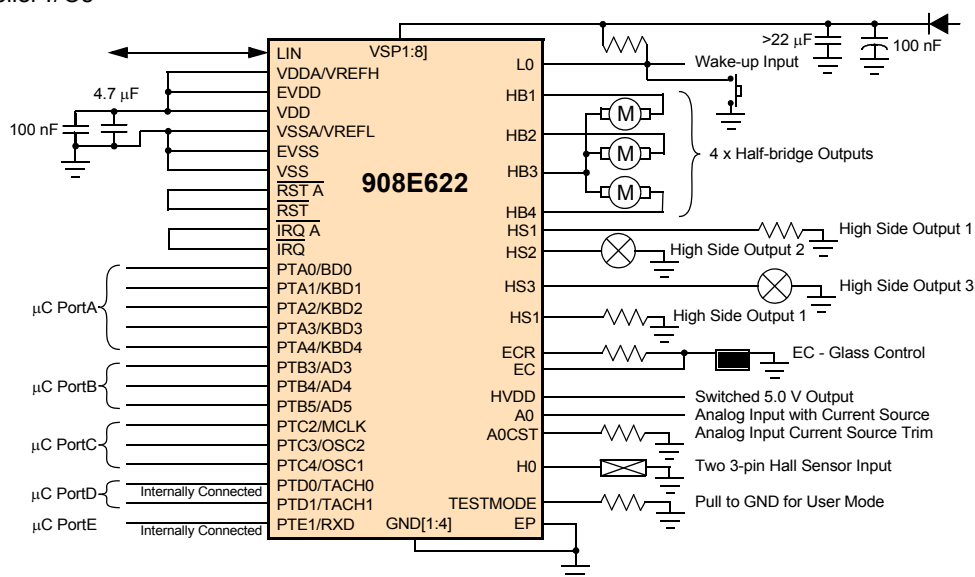 LIN
VSP1:8]
VDDA/VREFH
EVDD
VDD
VSSA/VREFL
EVSS
VSS
RST A
RST
IRQ A
IRQ
PTA0/BD0
PTA1/KBD1
PTA2/KBD2
PTA3/KBD3
PTA4/KBD4
PTB3/AD3
PTB4/AD4
PTB5/AD5
PTC2/MCLK
PTC3/OSC2
PTC4/OSC1
PTD0/TACH0
PTD1/TACH1
PTE1/RXD
GND[1:4]
908E622
4.7 μF
100 nF
μC PortA
μC PortB
μC PortC
μC PortD
Internally Connected
μC PortE
Internally Connected
L0
HB1
HB2
HB3
HB4
HS1
HS2
HS3
HS1
ECR
EC
HVDD
A0
A0CST
H0
TESTMODE
EP
>22 μF
100 nF
Wake-up Input
M
M
M
4 x Half-bridge Outputs
High Side Output 1
High Side Output 2
High Side Output 3
High Side Output 1
EC - Glass Control
Switched 5.0 V Output
Analog Input with Current Source
Analog Input Current Source Trim
Two 3-pin Hall Sensor Input
Pull to GND for User Mode